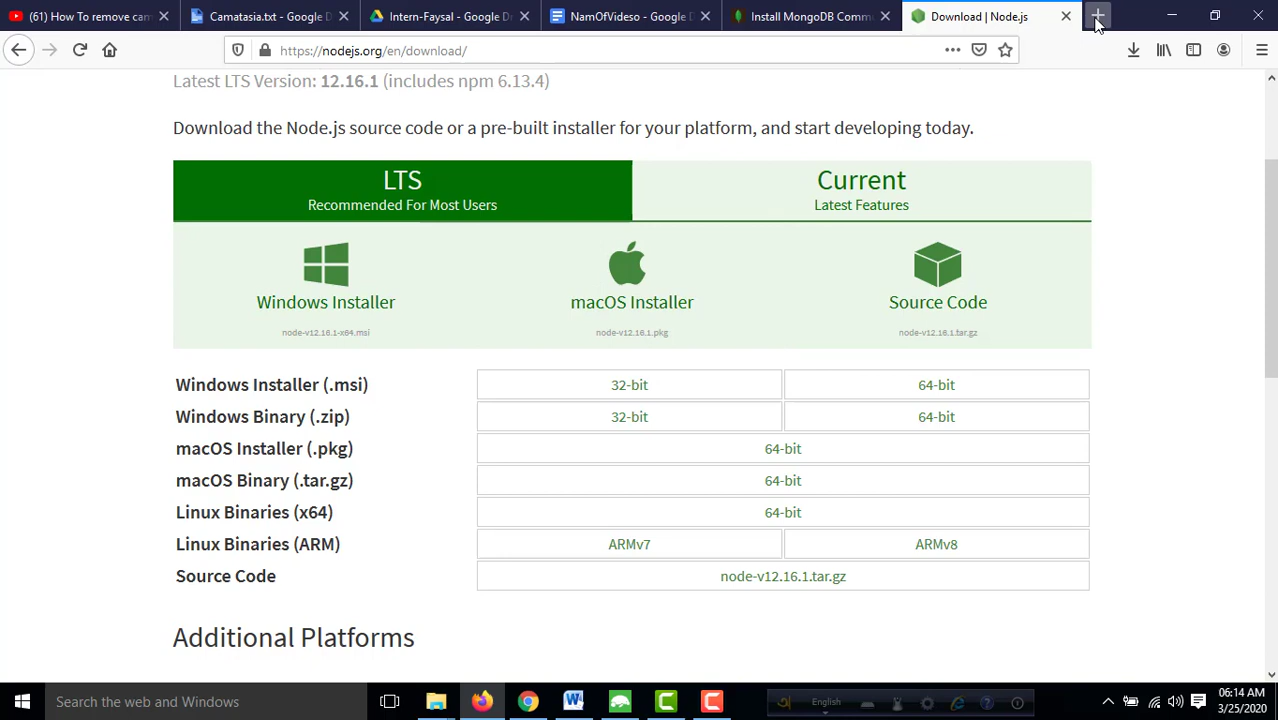 (61) How To remove cam
Camatasia.txt - Google D
Intern-Faysal - Google Dr
NamOfVideso - Google D
Install MongoDB Comm
Download | Node.js
https://nodejs.org/en/download/
Latest LTS Version: 12.16.1 (includes npm 6.13.4)
Download the Node.js source code or a pre-built installer for your platform, and start developing today.
LTS
Recommended For Most Users
Current
Latest Features
Windows Installer
node-v12.16.1-x64.msi
macOS Installer
node-v12.16.1.pkg
Source Code
node-v12.16.1.tar.gz
Windows Installer (.msi) 32-bit 64-bit
Windows Binary (.zip) 32-bit 64-bit
macOS Installer (.pkg) 64-bit
macOS Binary (.tar.gz) 64-bit
Linux Binaries (x64) 64-bit
Linux Binaries (ARM) ARMv7 ARMv8
Source Code node-v12.16.1.tar.gz
Additional Platforms
Search the web and Windows
English
06:14 AM
3/25/2020